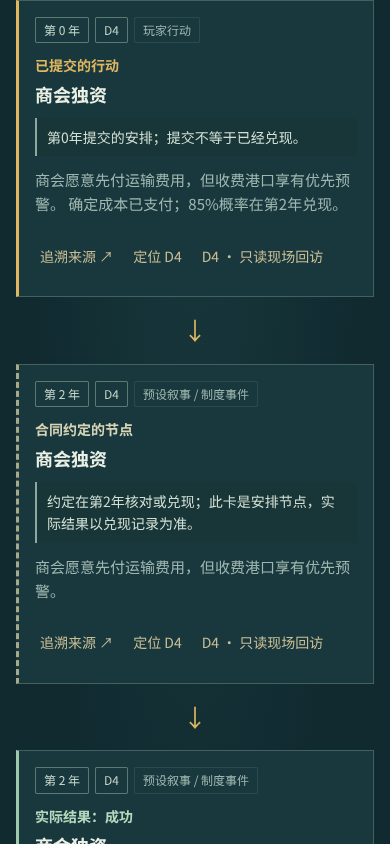 第 0 年 D4 玩家行动
已提交的行动
商会独资
第0年提交的安排；提交不等于已经兑现。
商会愿意先付运输费用，但收费港口享有优先预
警。 确定成本已支付；85%概率在第2年兑现。
追溯来源 ↗ 定位 D4 D4 · 只读现场回访
↓
第 2 年 D4 预设叙事 / 制度事件
合同约定的节点
商会独资
约定在第2年核对或兑现；此卡是安排节点，实
际结果以兑现记录为准。
商会愿意先付运输费用，但收费港口享有优先预
警。
追溯来源 ↗ 定位 D4 D4 · 只读现场回访
↓
第 2 年 D4 预设叙事 / 制度事件
实际结果：成功
商会独资